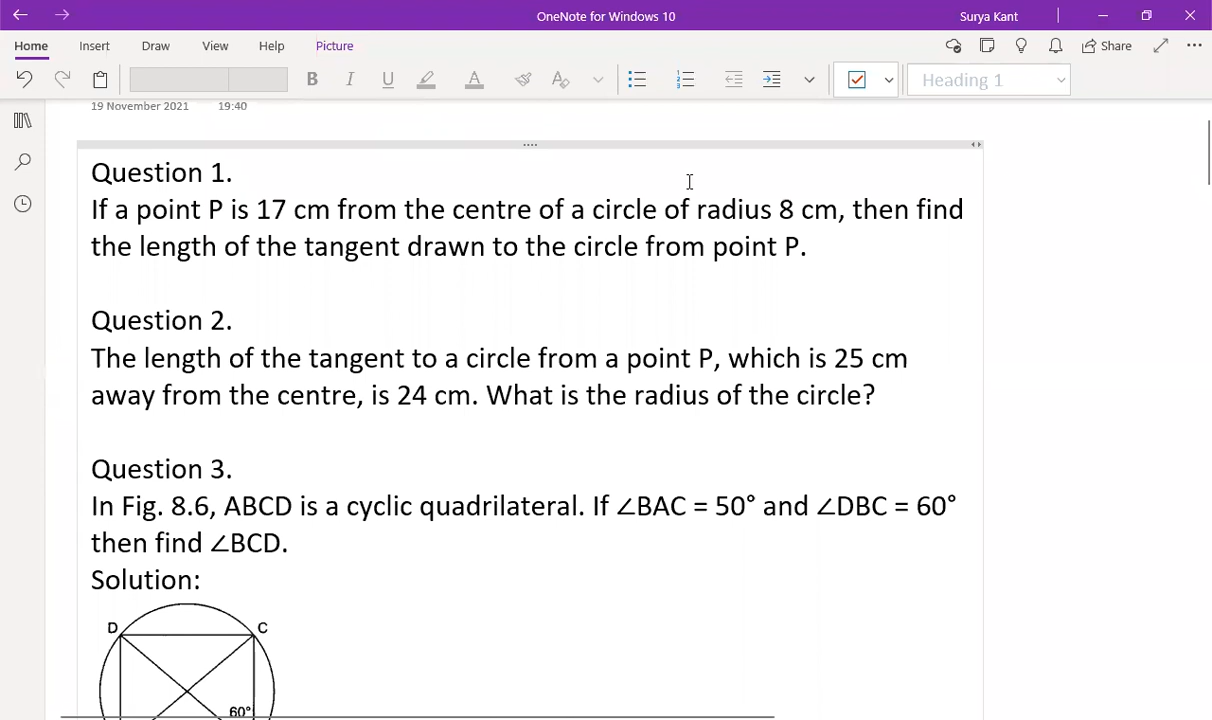 OneNote for Windows 10
Surya Kant
Home Insert Draw View Help Picture
Share
B I U A A Heading 1
19 November 2021 19:40
Question 1.
If a point P is 17 cm from the centre of a circle of radius 8 cm, then find
the length of the tangent drawn to the circle from point P.
Question 2.
The length of the tangent to a circle from a point P, which is 25 cm
away from the centre, is 24 cm. What is the radius of the circle?
Question 3.
In Fig. 8.6, ABCD is a cyclic quadrilateral. If ∠BAC = 50° and ∠DBC = 60°
then find ∠BCD.
Solution:
D C
60°